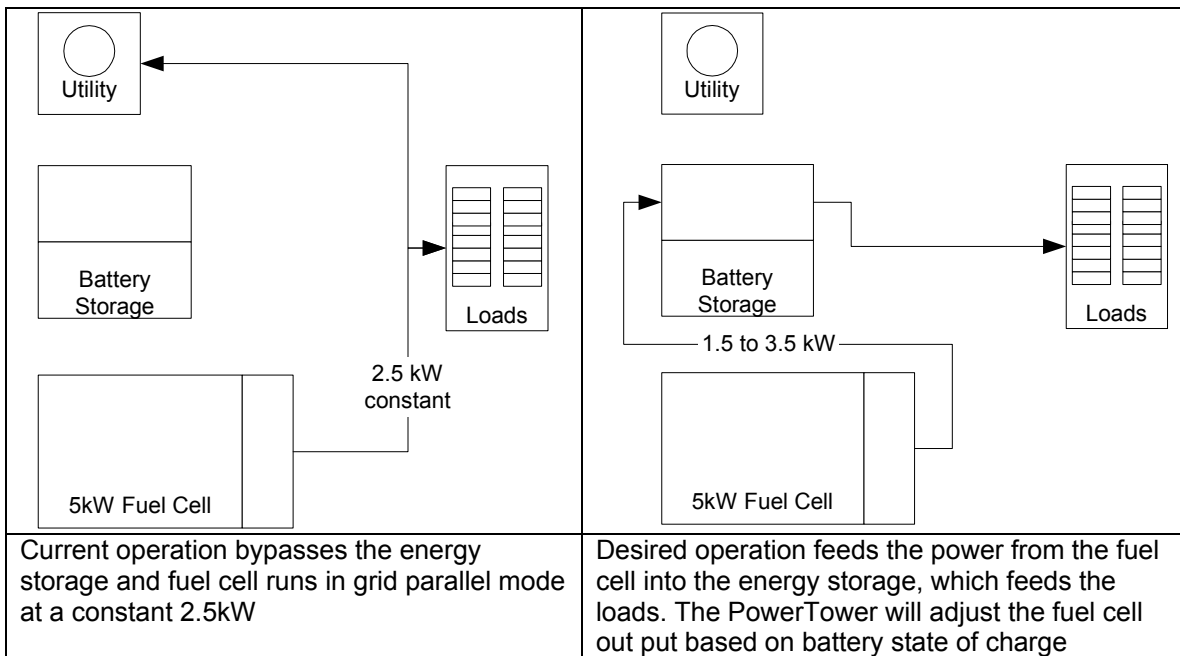 Utility
Battery
Storage
Loads
2.5 kW
constant
5kW Fuel Cell
Current operation bypasses the energy
storage and fuel cell runs in grid parallel mode
at a constant 2.5kW
Utility
Battery
Storage
Loads
1.5 to 3.5 kW
5kW Fuel Cell
Desired operation feeds the power from the fuel
cell into the energy storage, which feeds the
loads. The PowerTower will adjust the fuel cell
out put based on battery state of charge